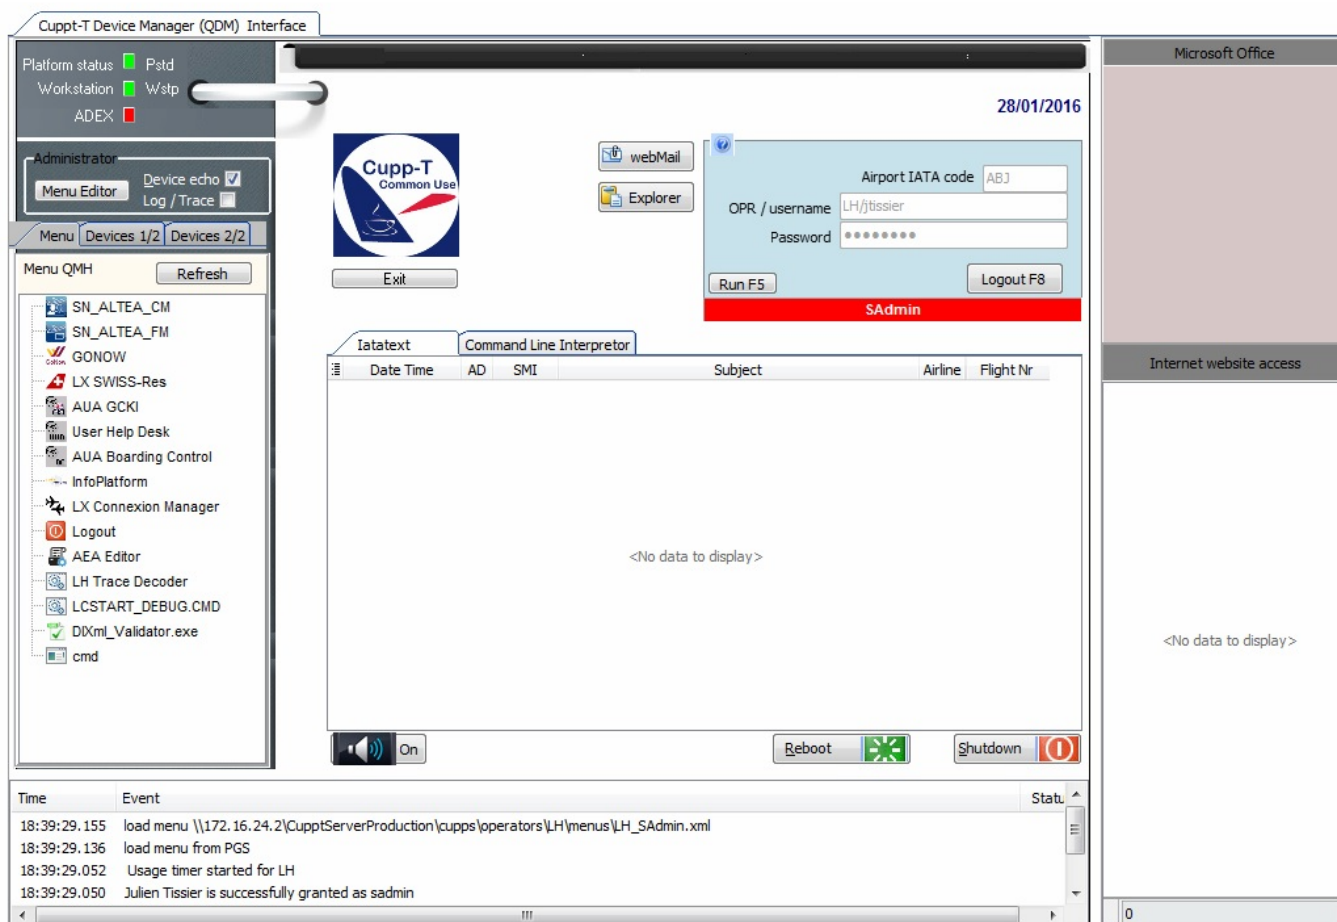 Cuppt-T Device Manager (QDM) Interface
Platform status Pstd
Workstation Wstp
ADEX
Administrator
Menu Editor
Device echo
Log / Trace
Menu Devices 1/2 Devices 2/2
Menu QMH Refresh
SN_ALTEA_CM
SN_ALTEA_FM
GONOW
LX SWISS-Res
AUA GCKI
User Help Desk
AUA Boarding Control
InfoPlatform
LX Connexion Manager
Logout
AEA Editor
LH Trace Decoder
LCSTART_DEBUG.CMD
DIXml_Validator.exe
cmd
28/01/2016
Cupp-T
Common Use
Exit
webMail
Explorer
Airport IATA code ABJ
OPR / username LH/jtissier
Password
Run F5 Logout F8
SAdmin
Iatatext Command Line Interpretor
Date Time AD SMI Subject Airline Flight Nr
<No data to display>
On Reboot Shutdown
Time Event Statu
18:39:29.155 load menu \\172.16.24.2\CupptServerProduction\cupps\operators\LH\menus\LH_SAdmin.xml
18:39:29.136 load menu from PGS
18:39:29.052 Usage timer started for LH
18:39:29.050 Julien Tissier is successfully granted as sadmin
Microsoft Office
Internet website access
<No data to display>
0